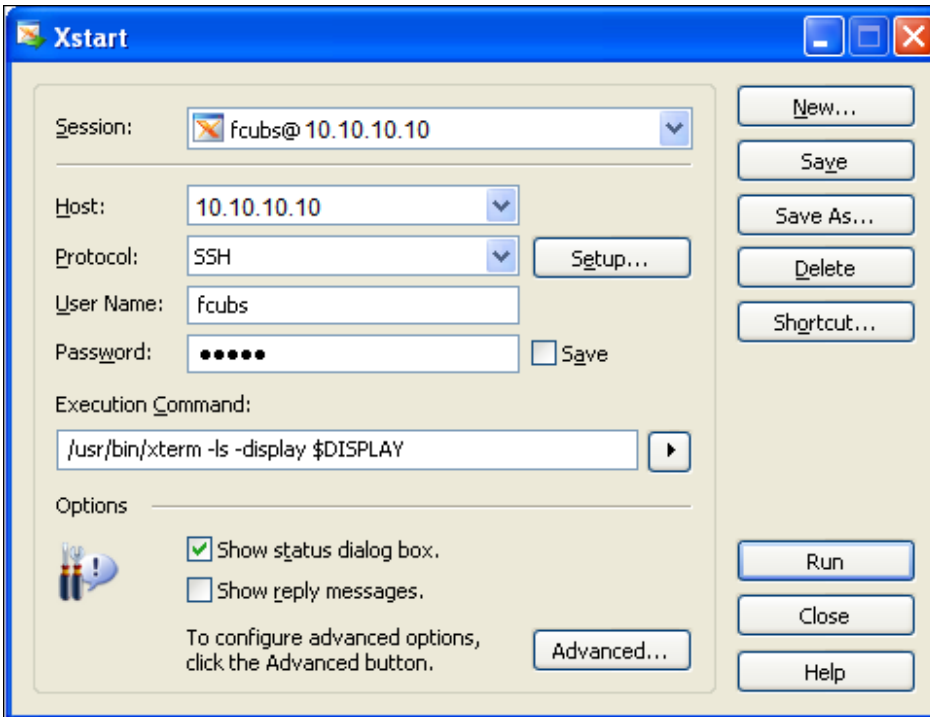 Xstart
Session: fcubs@10.10.10.10
New...
Save
Host: 10.10.10.10
Save As...
Protocol: SSH Setup...
Delete
User Name: fcubs
Shortcut...
Password: ●●●●● Save
Execution Command:
/usr/bin/xterm -ls -display $DISPLAY
Options
Show status dialog box.
Run
Show reply messages.
Close
To configure advanced options,
click the Advanced button.
Advanced...
Help